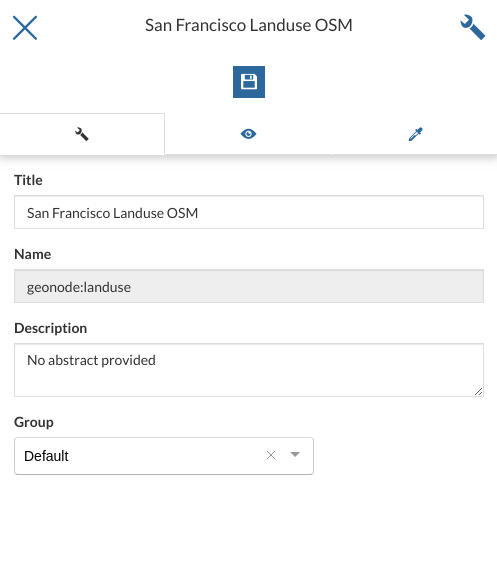 San Francisco Landuse OSM
Title
San Francisco Landuse OSM
Name
geonode:landuse
Description
No abstract provided
Group
Default